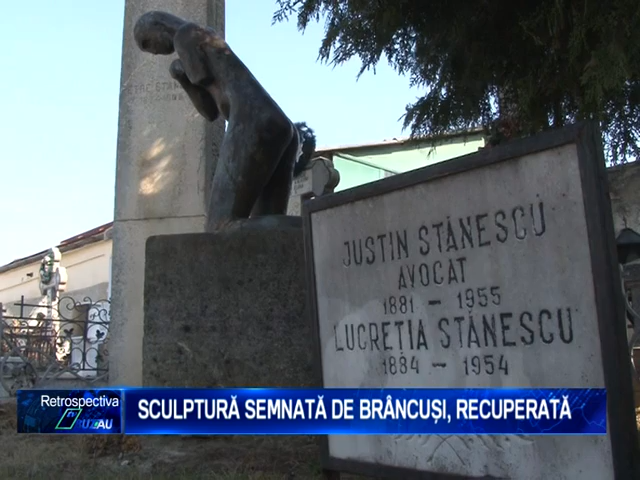 JUSTIN STĂNESCU
AVOCAT
1881 - 1955
LUCREȚIA STĂNESCU
1884 - 1954
Retrospectiva
BUZAU
SCULPTURĂ SEMNATĂ DE BRÂNCUȘI, RECUPERATĂ